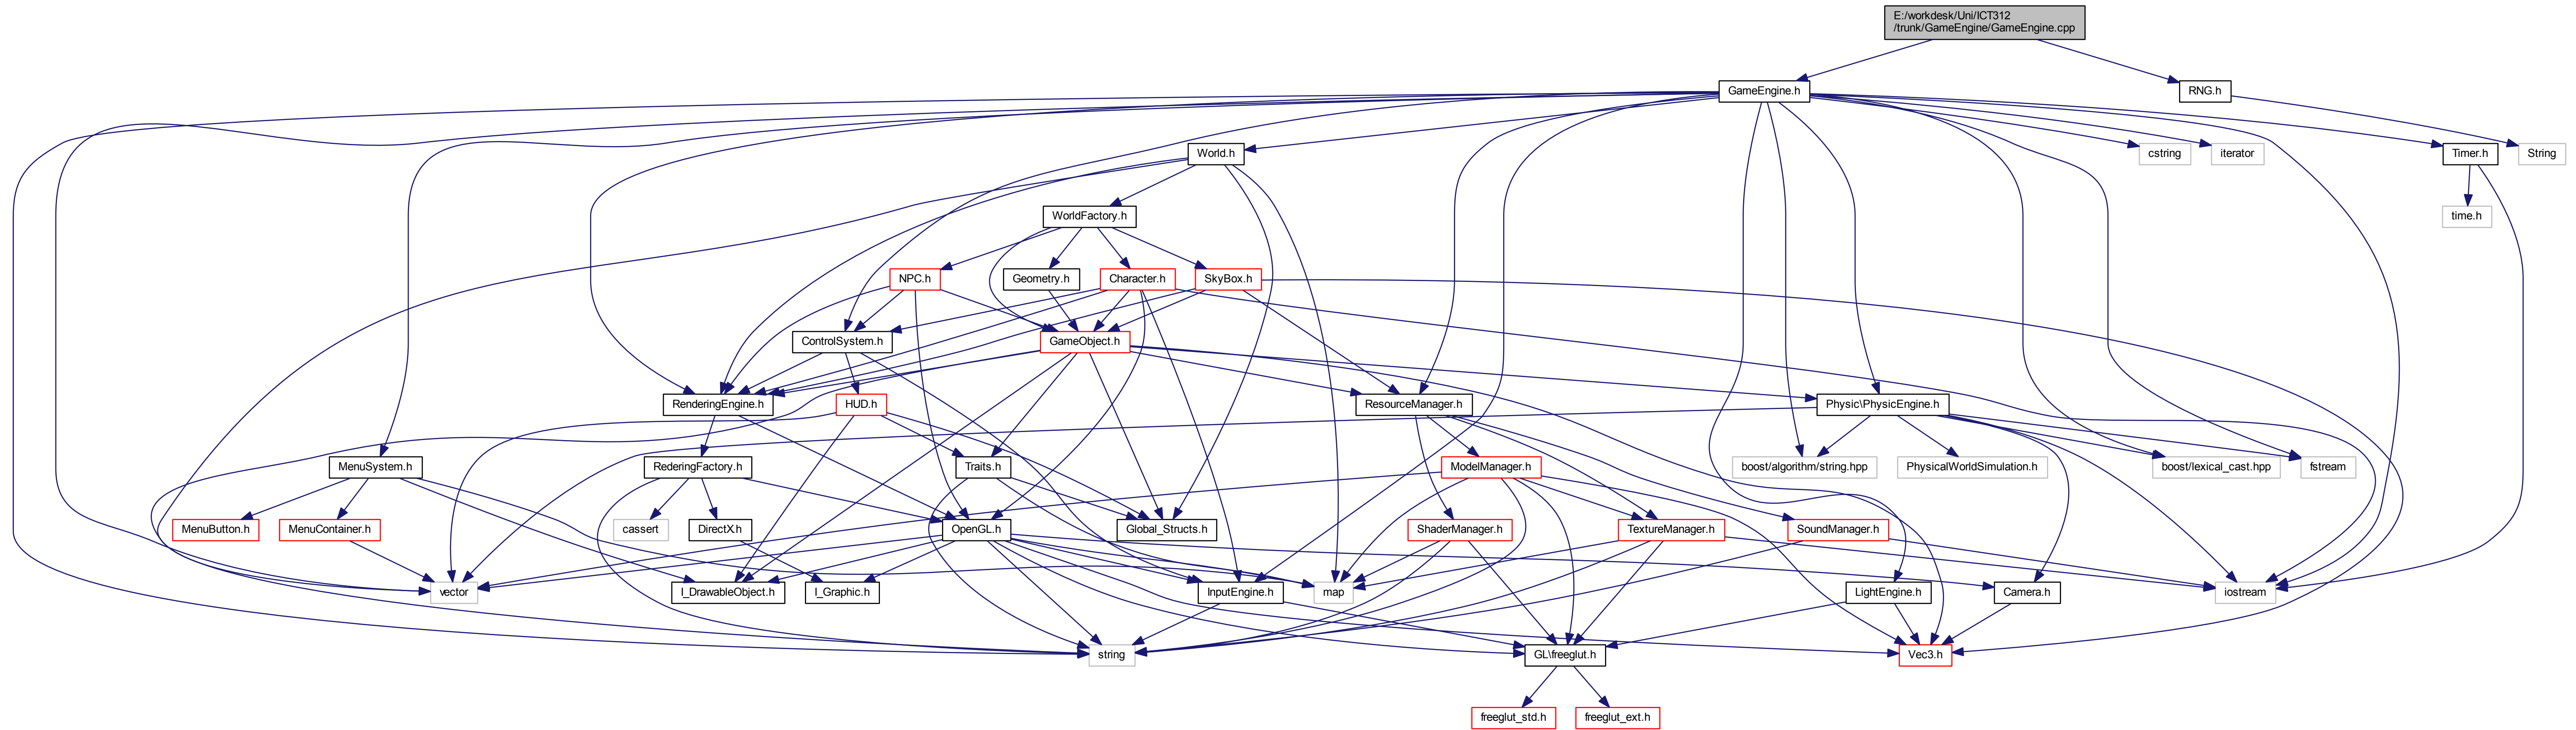 E:/workdesk/Uni/ICT312
/trunk/GameEngine/GameEngine.cpp
GameEngine.h
RNG.h
World.h
cstring
iterator
Timer.h
String
WorldFactory.h
time.h
NPC.h
Geometry.h
Character.h
SkyBox.h
ControlSystem.h
GameObject.h
RenderingEngine.h
HUD.h
ResourceManager.h
Physic\PhysicEngine.h
MenuSystem.h
RederingFactory.h
Traits.h
ModelManager.h
boost/algorithm/string.hpp
PhysicalWorldSimulation.h
boost/lexical_cast.hpp
fstream
MenuButton.h
MenuContainer.h
cassert
DirectX.h
OpenGL.h
Global_Structs.h
ShaderManager.h
TextureManager.h
SoundManager.h
vector
I_DrawableObject.h
I_Graphic.h
InputEngine.h
map
LightEngine.h
Camera.h
iostream
string
GL\freeglut.h
Vec3.h
freeglut_std.h
freeglut_ext.h